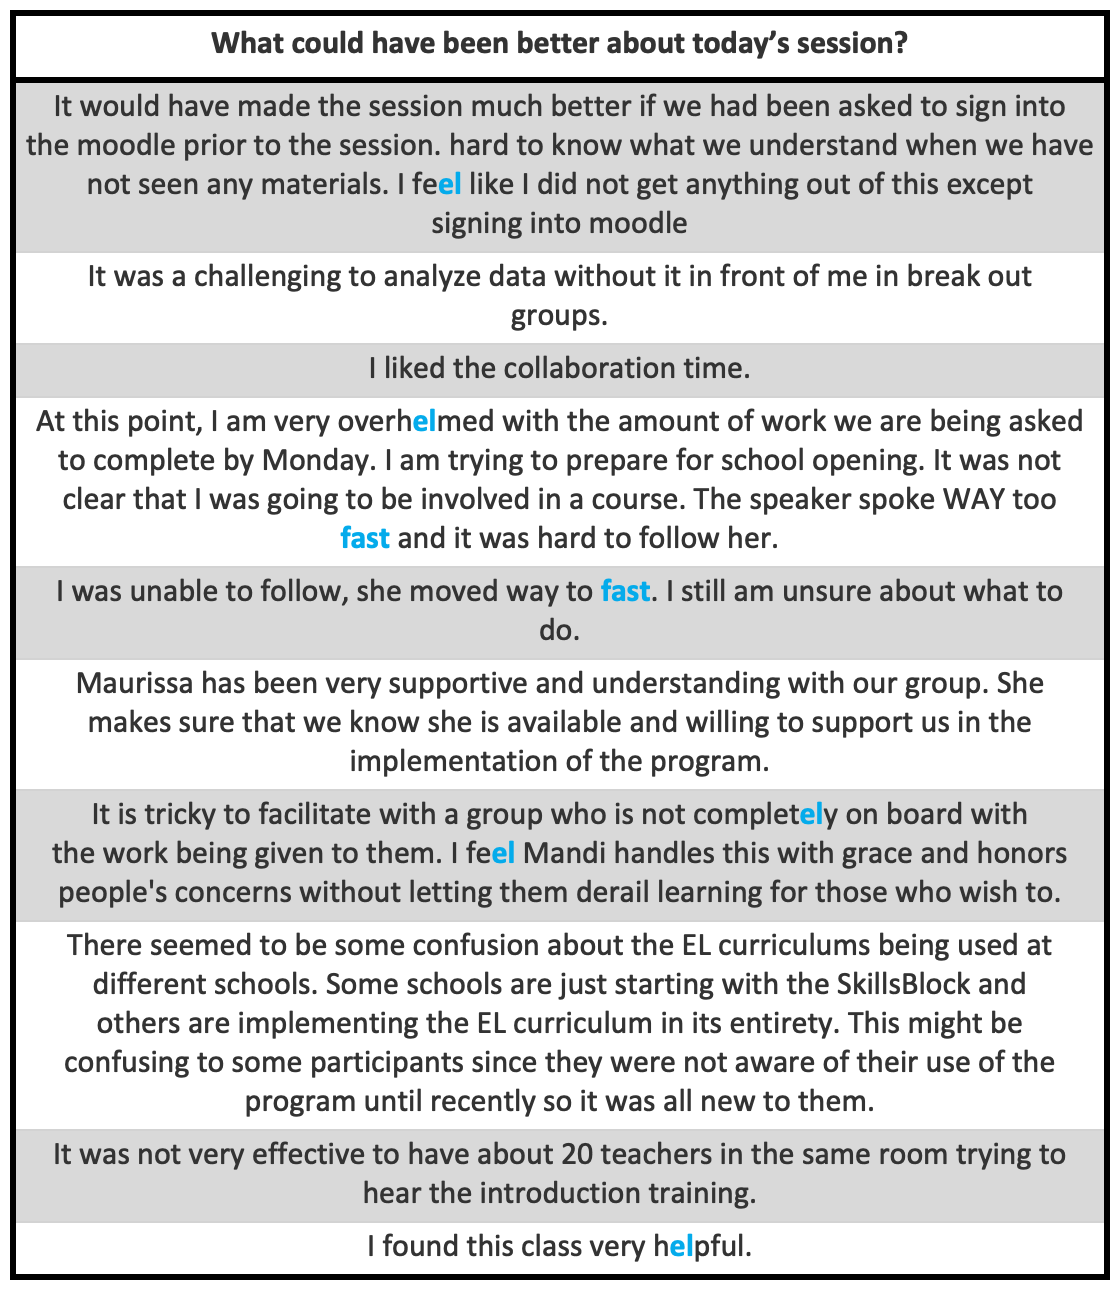 What could have been better about today’s session?
It would have made the session much better if we had been asked to sign into
the moodle prior to the session. hard to know what we understand when we have
not seen any materials. I feel like I did not get anything out of this except
signing into moodle
It was a challenging to analyze data without it in front of me in break out
groups.
I liked the collaboration time.
At this point, I am very overhelmed with the amount of work we are being asked
to complete by Monday. I am trying to prepare for school opening. It was not
clear that I was going to be involved in a course. The speaker spoke WAY too
fast and it was hard to follow her.
I was unable to follow, she moved way to fast. I still am unsure about what to
do.
Maurissa has been very supportive and understanding with our group. She
makes sure that we know she is available and willing to support us in the
implementation of the program.
It is tricky to facilitate with a group who is not completely on board with
the work being given to them. I feel Mandi handles this with grace and honors
people's concerns without letting them derail learning for those who wish to.
There seemed to be some confusion about the EL curriculums being used at
different schools. Some schools are just starting with the SkillsBlock and
others are implementing the EL curriculum in its entirety. This might be
confusing to some participants since they were not aware of their use of the
program until recently so it was all new to them.
It was not very effective to have about 20 teachers in the same room trying to
hear the introduction training.
I found this class very helpful.